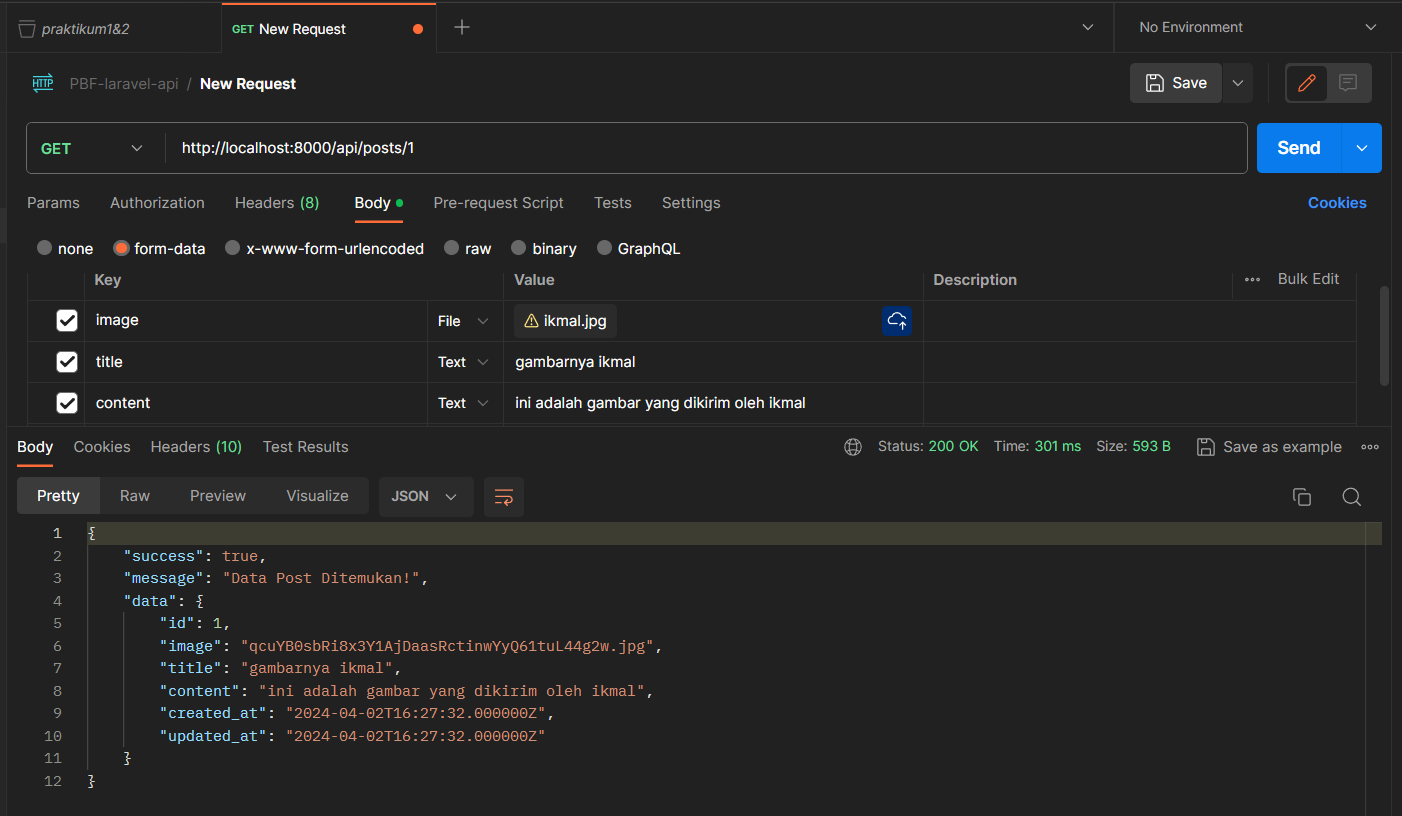 praktikum1&2
GET New Request
No Environment
HTTP PBF-laravel-api / New Request
Save
GET http://localhost:8000/api/posts/1
Send
Params Authorization Headers (8) Body Pre-request Script Tests Settings Cookies
none form-data x-www-form-urlencoded raw binary GraphQL
Key Value Description Bulk Edit
image File ikmal.jpg
title Text gambarnya ikmal
content Text ini adalah gambar yang dikirim oleh ikmal
Body Cookies Headers (10) Test Results Status: 200 OK Time: 301 ms Size: 593 B Save as example
Pretty Raw Preview Visualize JSON
1 {
2 "success": true,
3 "message": "Data Post Ditemukan!",
4 "data": {
5 "id": 1,
6 "image": "qcuYB0sbRi8x3Y1AjDaasRctinwYyQ61tuL44g2w.jpg",
7 "title": "gambarnya ikmal",
8 "content": "ini adalah gambar yang dikirim oleh ikmal",
9 "created_at": "2024-04-02T16:27:32.000000Z",
10 "updated_at": "2024-04-02T16:27:32.000000Z"
11 }
12 }